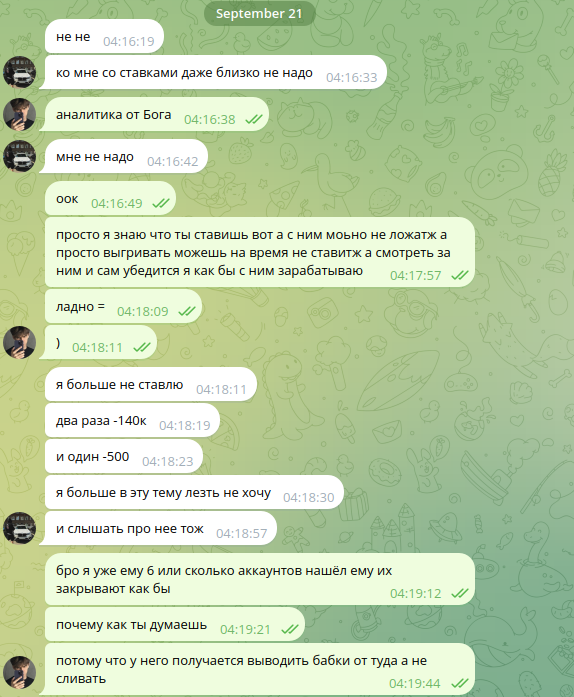 September 21
не не 04:16:19
ко мне со ставками даже близко не надо 04:16:33
аналитика от Бога 04:16:38
мне не надо 04:16:42
оок 04:16:49
просто я знаю что ты ставишь вот а с ним моьно не ложатж а
просто выгривать можешь на время не ставитж а смотреть за
ним и сам убедится я как бы с ним зарабатываю 04:17:57
ладно = 04:18:09
) 04:18:11
я больше не ставлю 04:18:11
два раза -140к 04:18:19
и один -500 04:18:23
я больше в эту тему лезть не хочу 04:18:30
и слышать про нее тож 04:18:57
бро я уже ему 6 или сколько аккаунтов нашёл ему их
закрывают как бы 04:19:12
почему как ты думаешь 04:19:21
потому что у него получается выводить бабки от туда а не
сливать 04:19:44